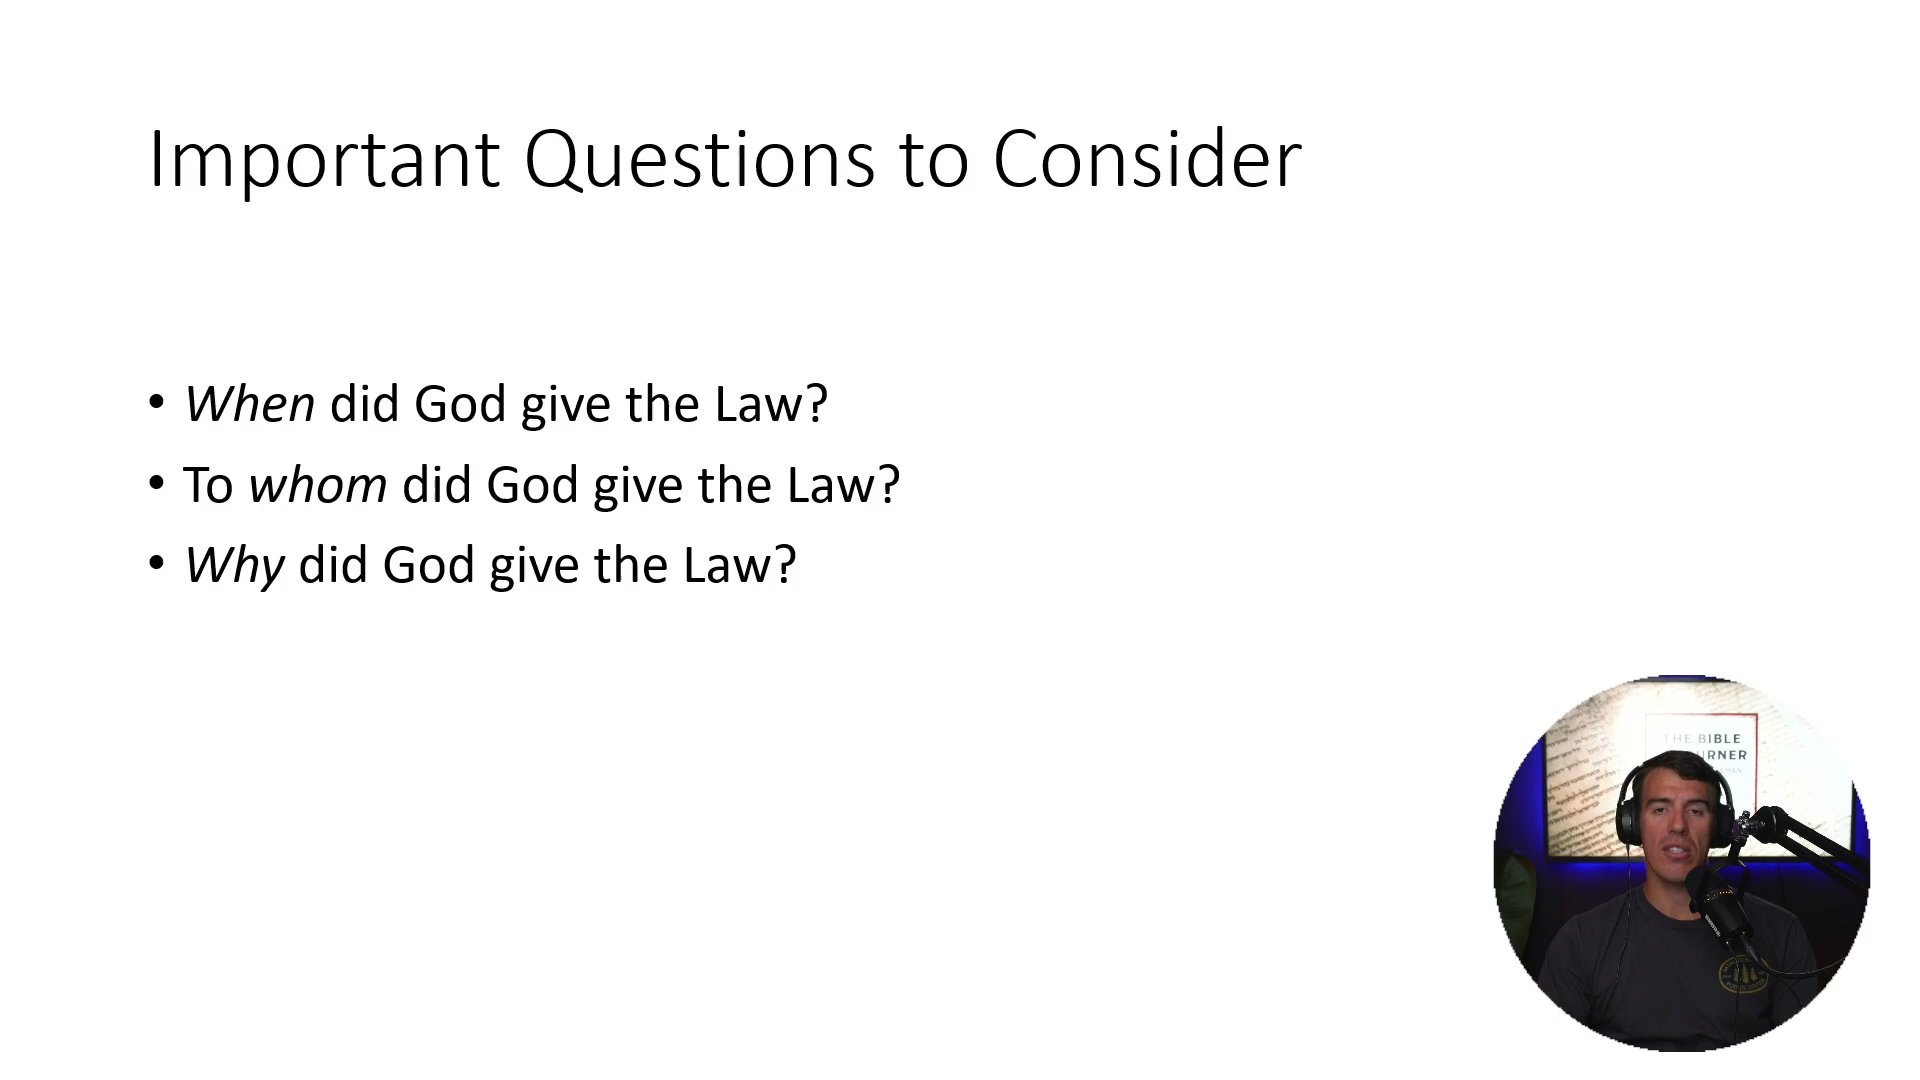 Important Questions to Consider
• When did God give the Law?
• To whom did God give the Law?
• Why did God give the Law?
THE BIBLE